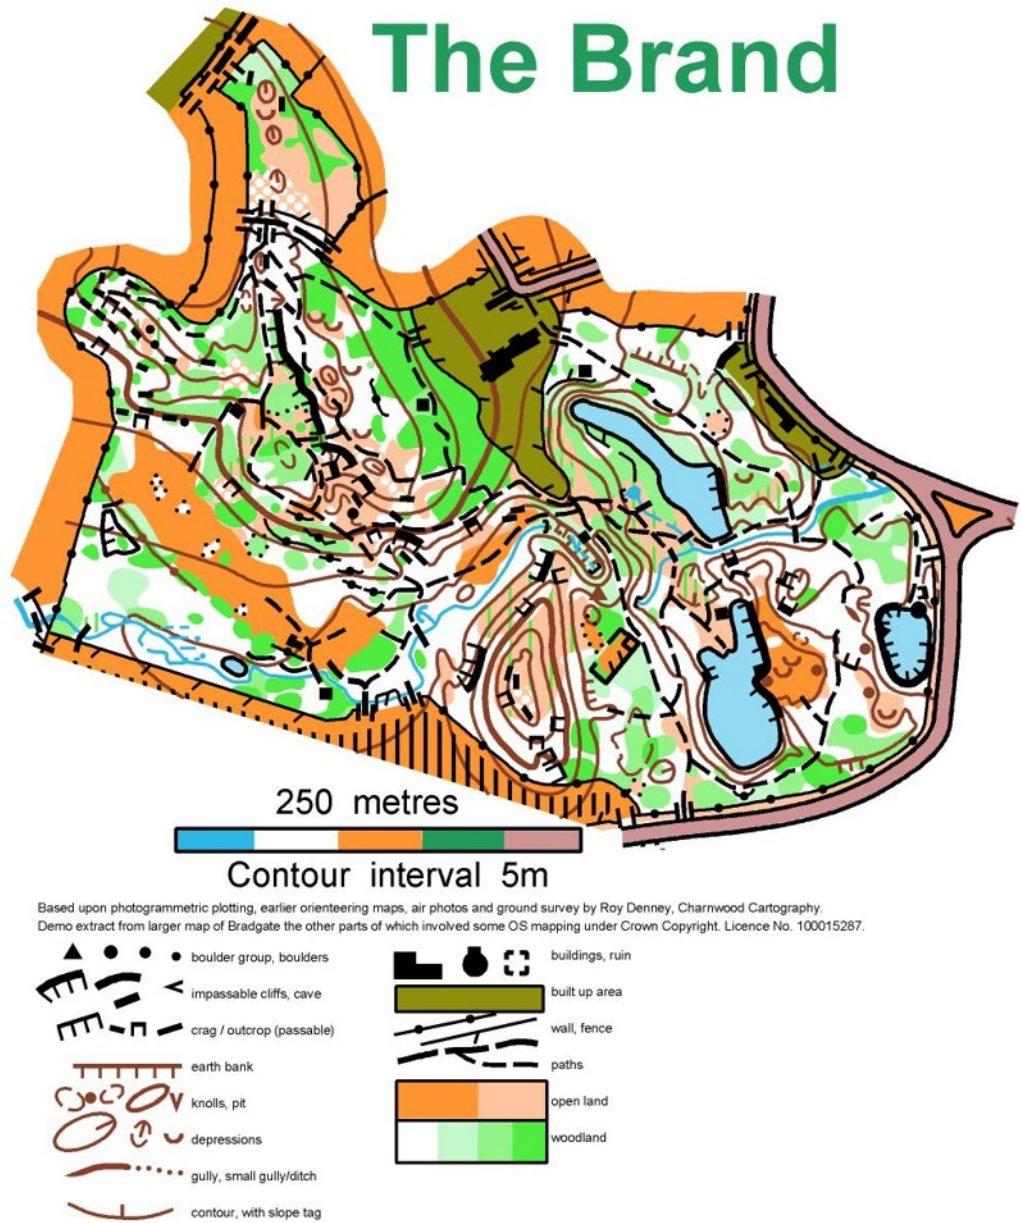 The Brand
250 metres
Contour interval 5m
Based upon photogrammetric plotting, earlier orienteering maps, air photos and ground survey by Roy Denney, Charnwood Cartography.
Demo extract from larger map of Bradgate the other parts of which involved some OS mapping under Crown Copyright. Licence No. 100015287.
boulder group, boulders
impassable cliffs, cave
crag / outcrop (passable)
earth bank
knolls, pit
depressions
gully, small gully/ditch
contour, with slope tag
buildings, ruin
built up area
wall, fence
paths
open land
woodland